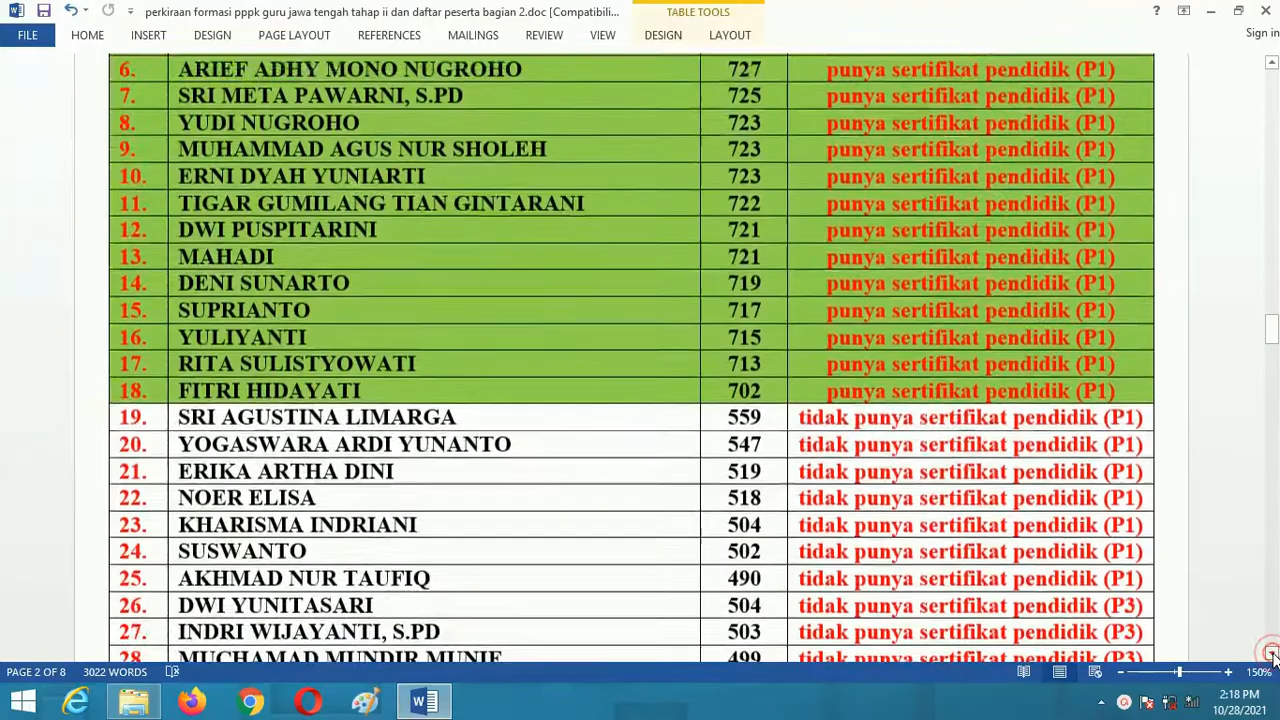 perkiraan formasi pppk guru jawa tengah tahap ii dan daftar peserta bagian 2.doc [Compatibili...
TABLE TOOLS
FILE HOME INSERT DESIGN PAGE LAYOUT REFERENCES MAILINGS REVIEW VIEW DESIGN LAYOUT Sign in
6. ARIEF ADHY MONO NUGROHO 727 punya sertifikat pendidik (P1)
7. SRI META PAWARNI, S.PD 725 punya sertifikat pendidik (P1)
8. YUDI NUGROHO 723 punya sertifikat pendidik (P1)
9. MUHAMMAD AGUS NUR SHOLEH 723 punya sertifikat pendidik (P1)
10. ERNI DYAH YUNIARTI 723 punya sertifikat pendidik (P1)
11. TIGAR GUMILANG TIAN GINTARANI 722 punya sertifikat pendidik (P1)
12. DWI PUSPITARINI 721 punya sertifikat pendidik (P1)
13. MAHADI 721 punya sertifikat pendidik (P1)
14. DENI SUNARTO 719 punya sertifikat pendidik (P1)
15. SUPRIANTO 717 punya sertifikat pendidik (P1)
16. YULIYANTI 715 punya sertifikat pendidik (P1)
17. RITA SULISTYOWATI 713 punya sertifikat pendidik (P1)
18. FITRI HIDAYATI 702 punya sertifikat pendidik (P1)
19. SRI AGUSTINA LIMARGA 559 tidak punya sertifikat pendidik (P1)
20. YOGASWARA ARDI YUNANTO 547 tidak punya sertifikat pendidik (P1)
21. ERIKA ARTHA DINI 519 tidak punya sertifikat pendidik (P1)
22. NOER ELISA 518 tidak punya sertifikat pendidik (P1)
23. KHARISMA INDRIANI 504 tidak punya sertifikat pendidik (P1)
24. SUSWANTO 502 tidak punya sertifikat pendidik (P1)
25. AKHMAD NUR TAUFIQ 490 tidak punya sertifikat pendidik (P1)
26. DWI YUNITASARI 504 tidak punya sertifikat pendidik (P3)
27. INDRI WIJAYANTI, S.PD 503 tidak punya sertifikat pendidik (P3)
28. MUCHAMAD MUNDIR MUNIF 499 tidak punya sertifikat pendidik (P3)
PAGE 2 OF 8 3022 WORDS 150%
2:18 PM
10/28/2021